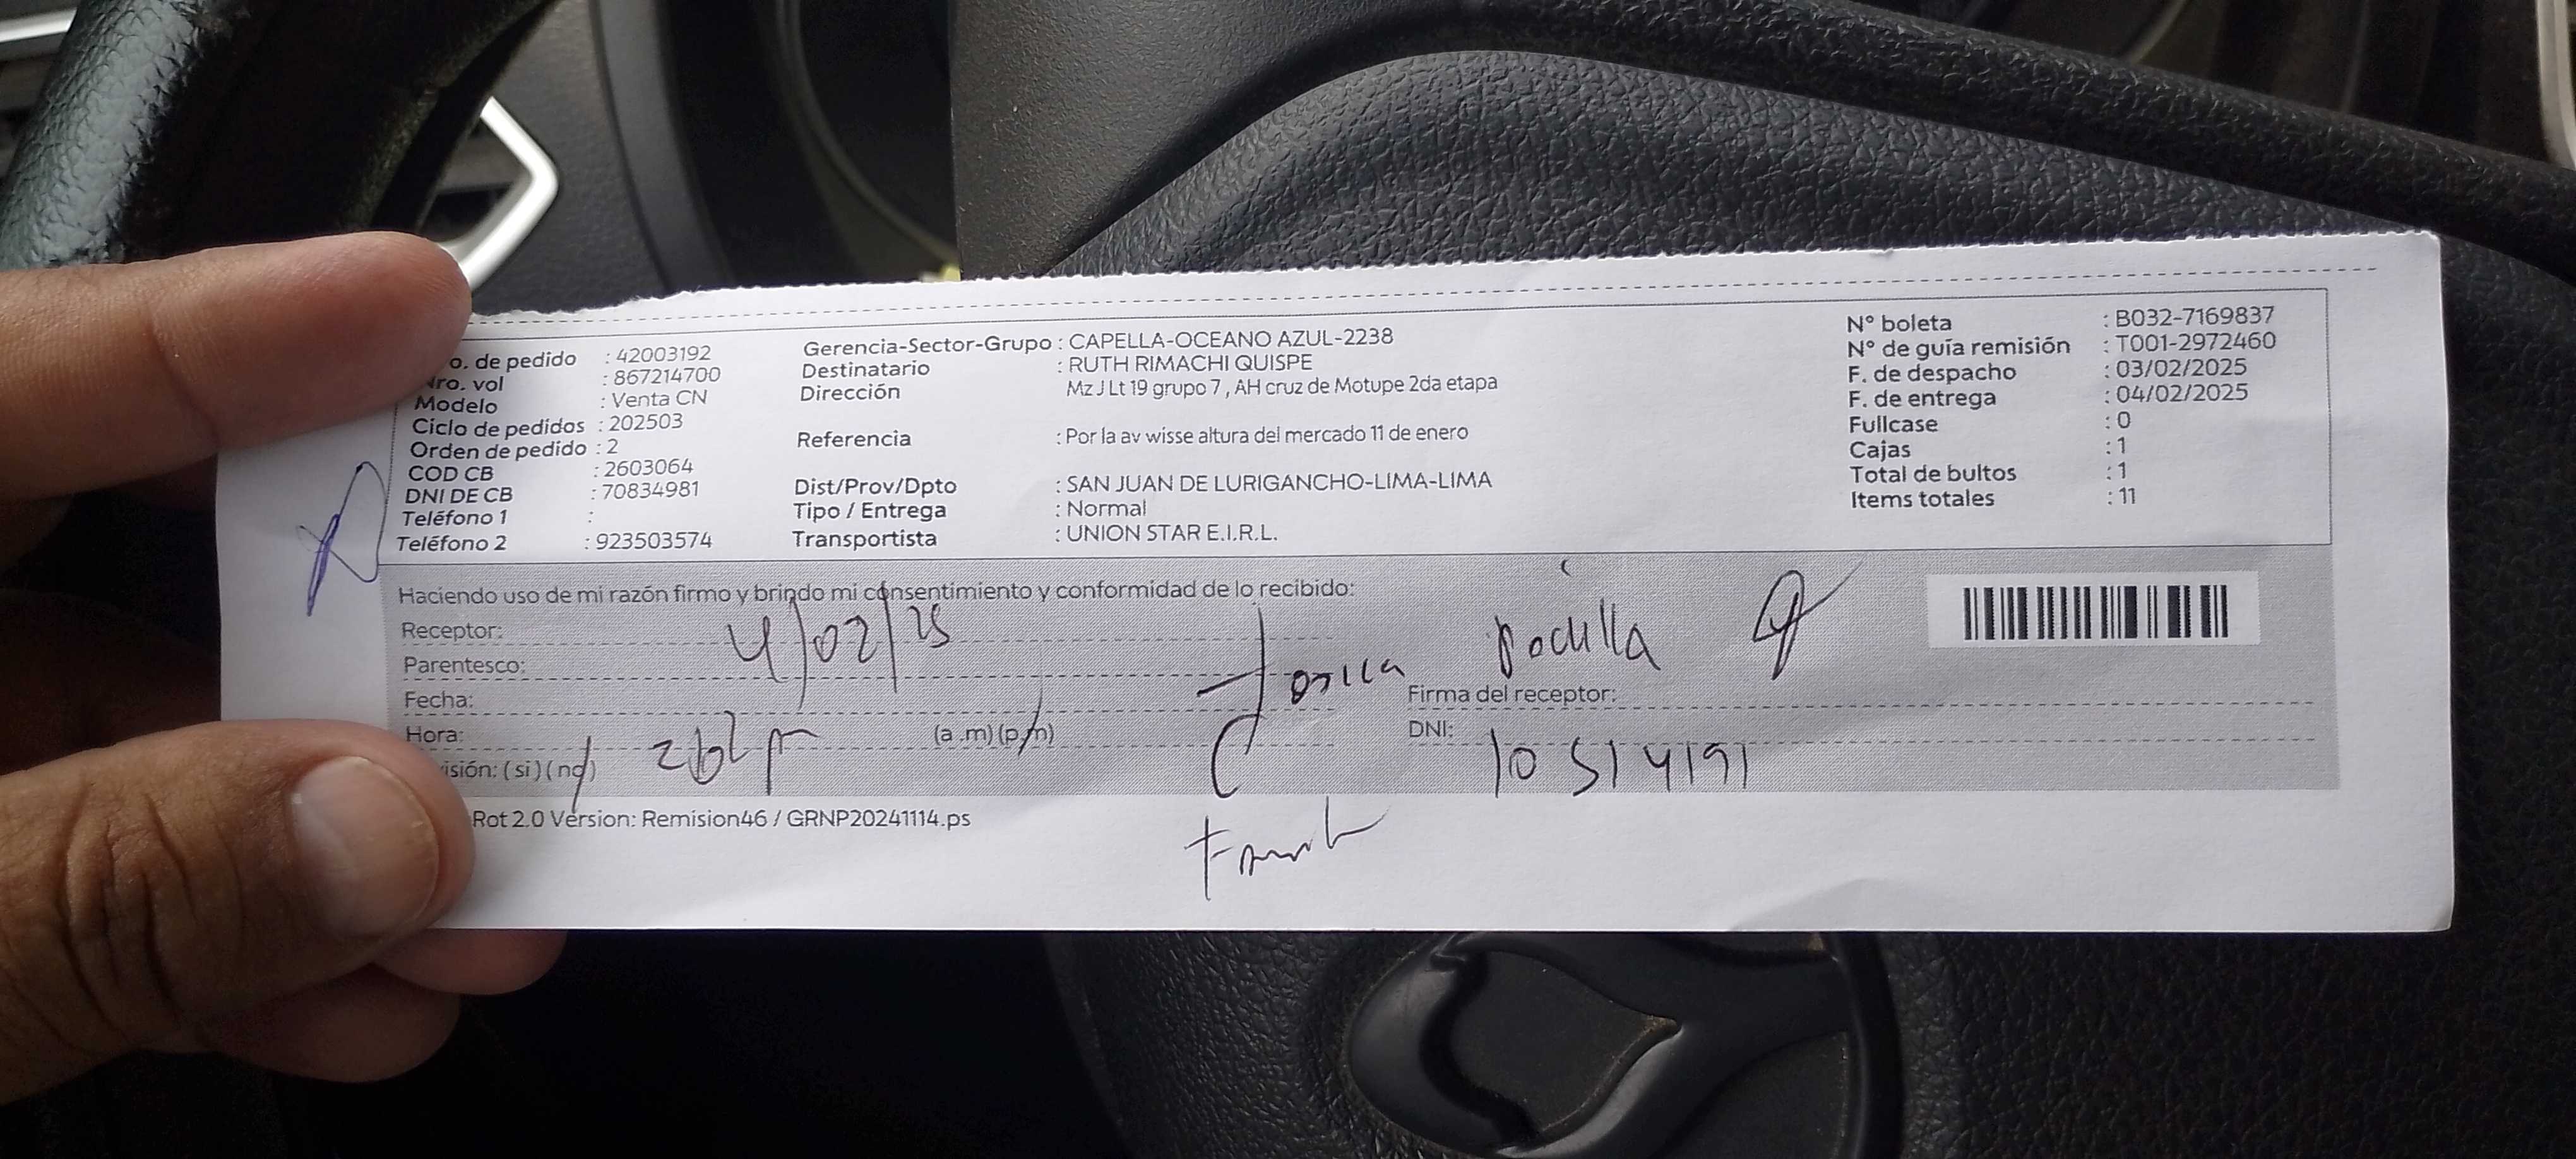 o. de pedido : 42003192
Nro. vol : 867214700
Modelo : Venta CN
Ciclo de pedidos : 202503
Orden de pedido : 2
COD CB : 2603064
DNI DE CB : 70834981
Teléfono 1 :
Teléfono 2 : 923503574
Gerencia-Sector-Grupo : CAPELLA-OCEANO AZUL-2238
Destinatario : RUTH RIMACHI QUISPE
Dirección Mz J Lt 19 grupo 7 , AH cruz de Motupe 2da etapa
Referencia : Por la av wisse altura del mercado 11 de enero
Dist/Prov/Dpto : SAN JUAN DE LURIGANCHO-LIMA-LIMA
Tipo / Entrega : Normal
Transportista : UNION STAR E.I.R.L.
N° boleta : B032-7169837
N° de guía remisión : T001-2972460
F. de despacho : 03/02/2025
F. de entrega : 04/02/2025
Fullcase : 0
Cajas : 1
Total de bultos : 1
Items totales : 11
Haciendo uso de mi razón firmo y brindo mi consentimiento y conformidad de lo recibido:
Receptor: 4/02/25
Parentesco:
Fecha:
Hora: (a .m) (p.m)
isión: ( si ) ( no )
Firma del receptor:
DNI: 10514191
Rot 2.0 Version: Remision46 / GRNP20241114.ps